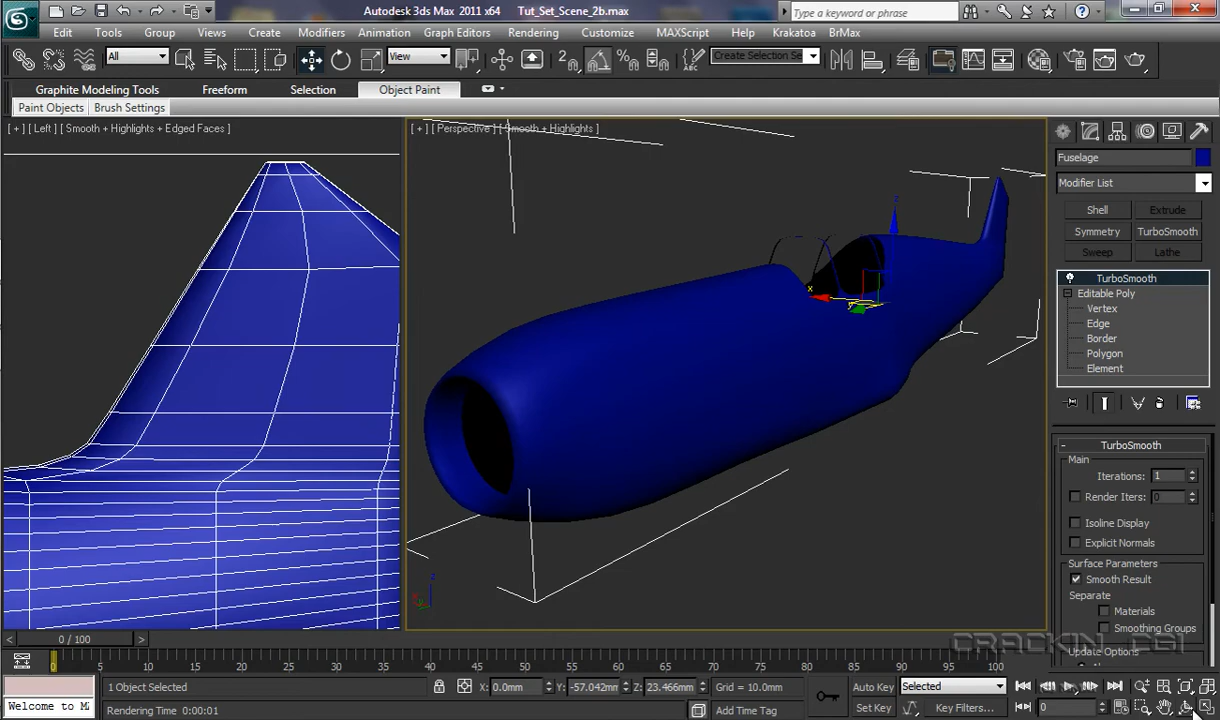 Autodesk 3ds Max 2011 x64 Tut_Set_Scene_2b.max Type a keyword or phrase
Edit Tools Group Views Create Modifiers Animation Graph Editors Rendering Customize MAXScript Help Krakatoa BrMax
All View Create Selection Se
Graphite Modeling Tools Freeform Selection Object Paint
Paint Objects Brush Settings
[ + ] [ Left ] [ Smooth + Highlights + Edged Faces ] [ + ] [ Perspective ] [ Smooth + Highlights ]
Fuselage
Modifier List
Shell Extrude
Symmetry TurboSmooth
Sweep Lathe
TurboSmooth
Editable Poly
Vertex
Edge
Border
Polygon
Element
- TurboSmooth
Main
Iterations: 1
Render Iters: 0
Isoline Display
Explicit Normals
Surface Parameters
Smooth Result
Separate
Materials
Smoothing Groups
Update Options
CRACKIN CGI
< 0 / 100 >
0 5 10 15 20 25 30 35 40 45 50 55 60 65 70 75 80 85 90 95 100
1 Object Selected X: 0.0mm Y: -57.042mm Z: 23.466mm Grid = 10.0mm Auto Key Selected
Welcome to M Rendering Time 0:00:01 Add Time Tag Set Key Key Filters... 0